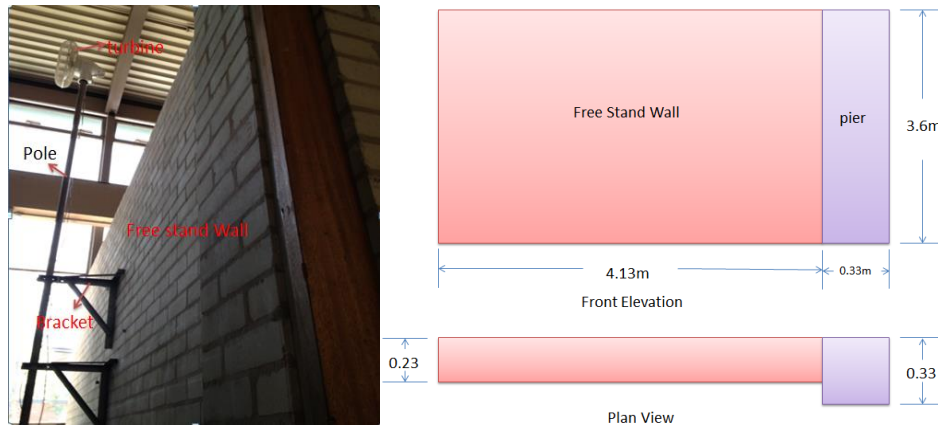 turbine
Pole
Free stand Wall
Bracket
Free Stand Wall
pier
3.6m
4.13m
0.33m
Front Elevation
0.23
0.33
Plan View